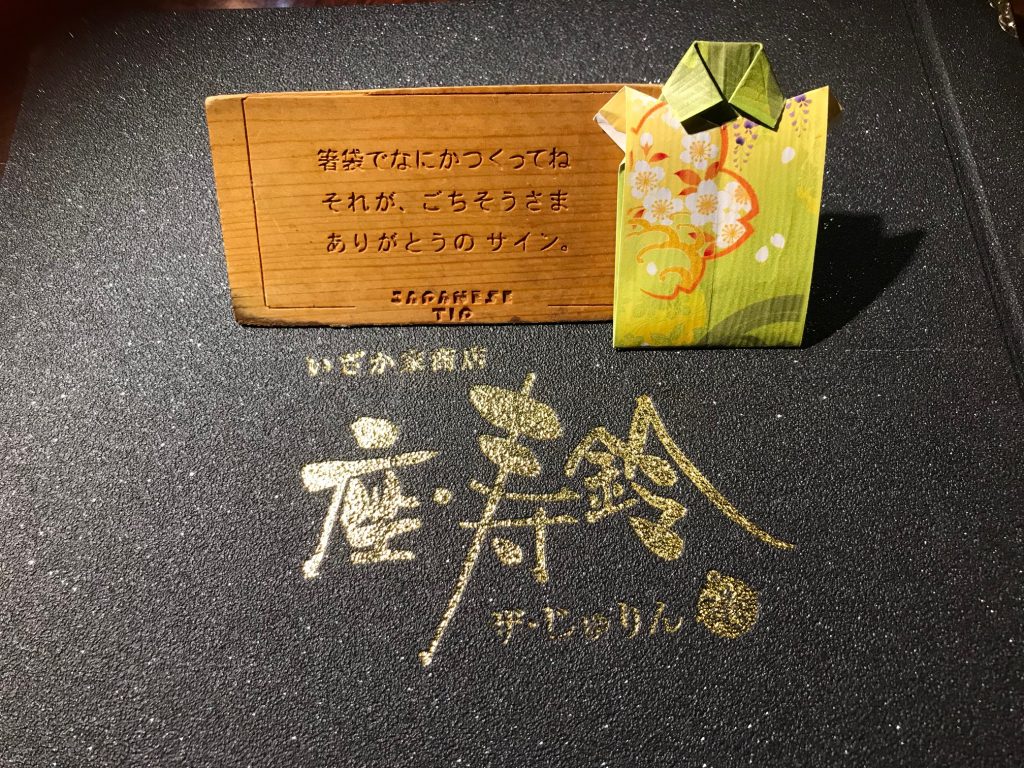 箸袋でなにかつくってね
それが、ごちそうさま
ありがとうの サイン。
JAPANESE
TIP
いざか家商店
座・寿鈴
ザ・じゅりん